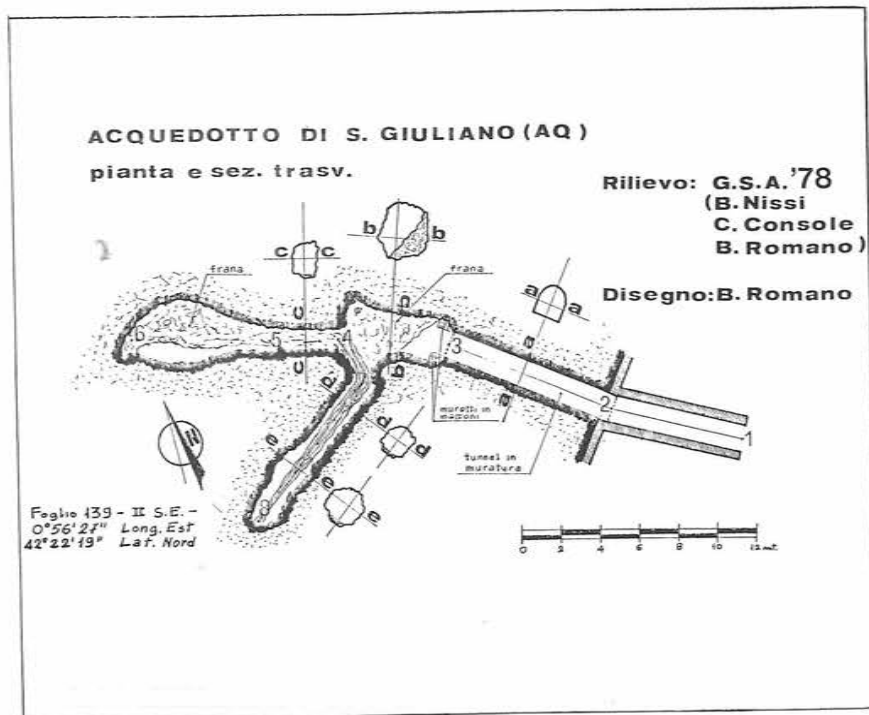 ACQUEDOTTO DI S. GIULIANO (AQ)
pianta e sez. trasv.
Rilievo: G.S.A.'78
(B. Nissi
C. Console
B. Romano)
Disegno: B. Romano
b
b b
c c
frana
frana
a
a a
c
c
b
b
a
a
6
5
4
3
2
1
muretti in
mattoni
tunnel in
muratura
d
d
d
e
e
e
8
N
Foglio 139 - II S.E. -
0°56'27" Long. Est
42°22'19" Lat. Nord
0 2 4 6 8 10 12 mt.